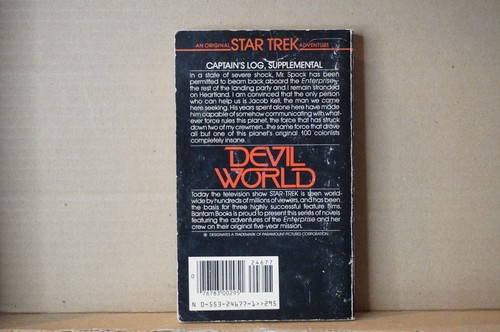 AN ORIGINAL STAR TREK ADVENTURE
CAPTAIN'S LOG, SUPPLEMENTAL
In a state of severe shock, Mr. Spock has been
permitted to beam back aboard the Enterprise,
the rest of the landing party and I remain stranded
on Heartland. I am convinced that the only person
who can help us is Jacob Kell, the man we came
here seeking. His years spent alone here have made
him capable of somehow communicating with what-
ever force rules this planet, the force that has struck
down two of my crewmen...the same force that drove
all but one of this planet's original 100 colonists
completely insane.
DEVIL
WORLD
Today the television show STAR TREK is seen world-
wide by hundreds of millions of viewers, and has been
the basis for three highly successful feature films.
Bantam Books is proud to present this series of novels
featuring the adventures of the Enterprise and her
crew on their original five-year mission.
® DESIGNATES A TRADEMARK OF PARAMOUNT PICTURES CORPORATION.
24677
0
76783 00295
N 0-553-24677-1>>295